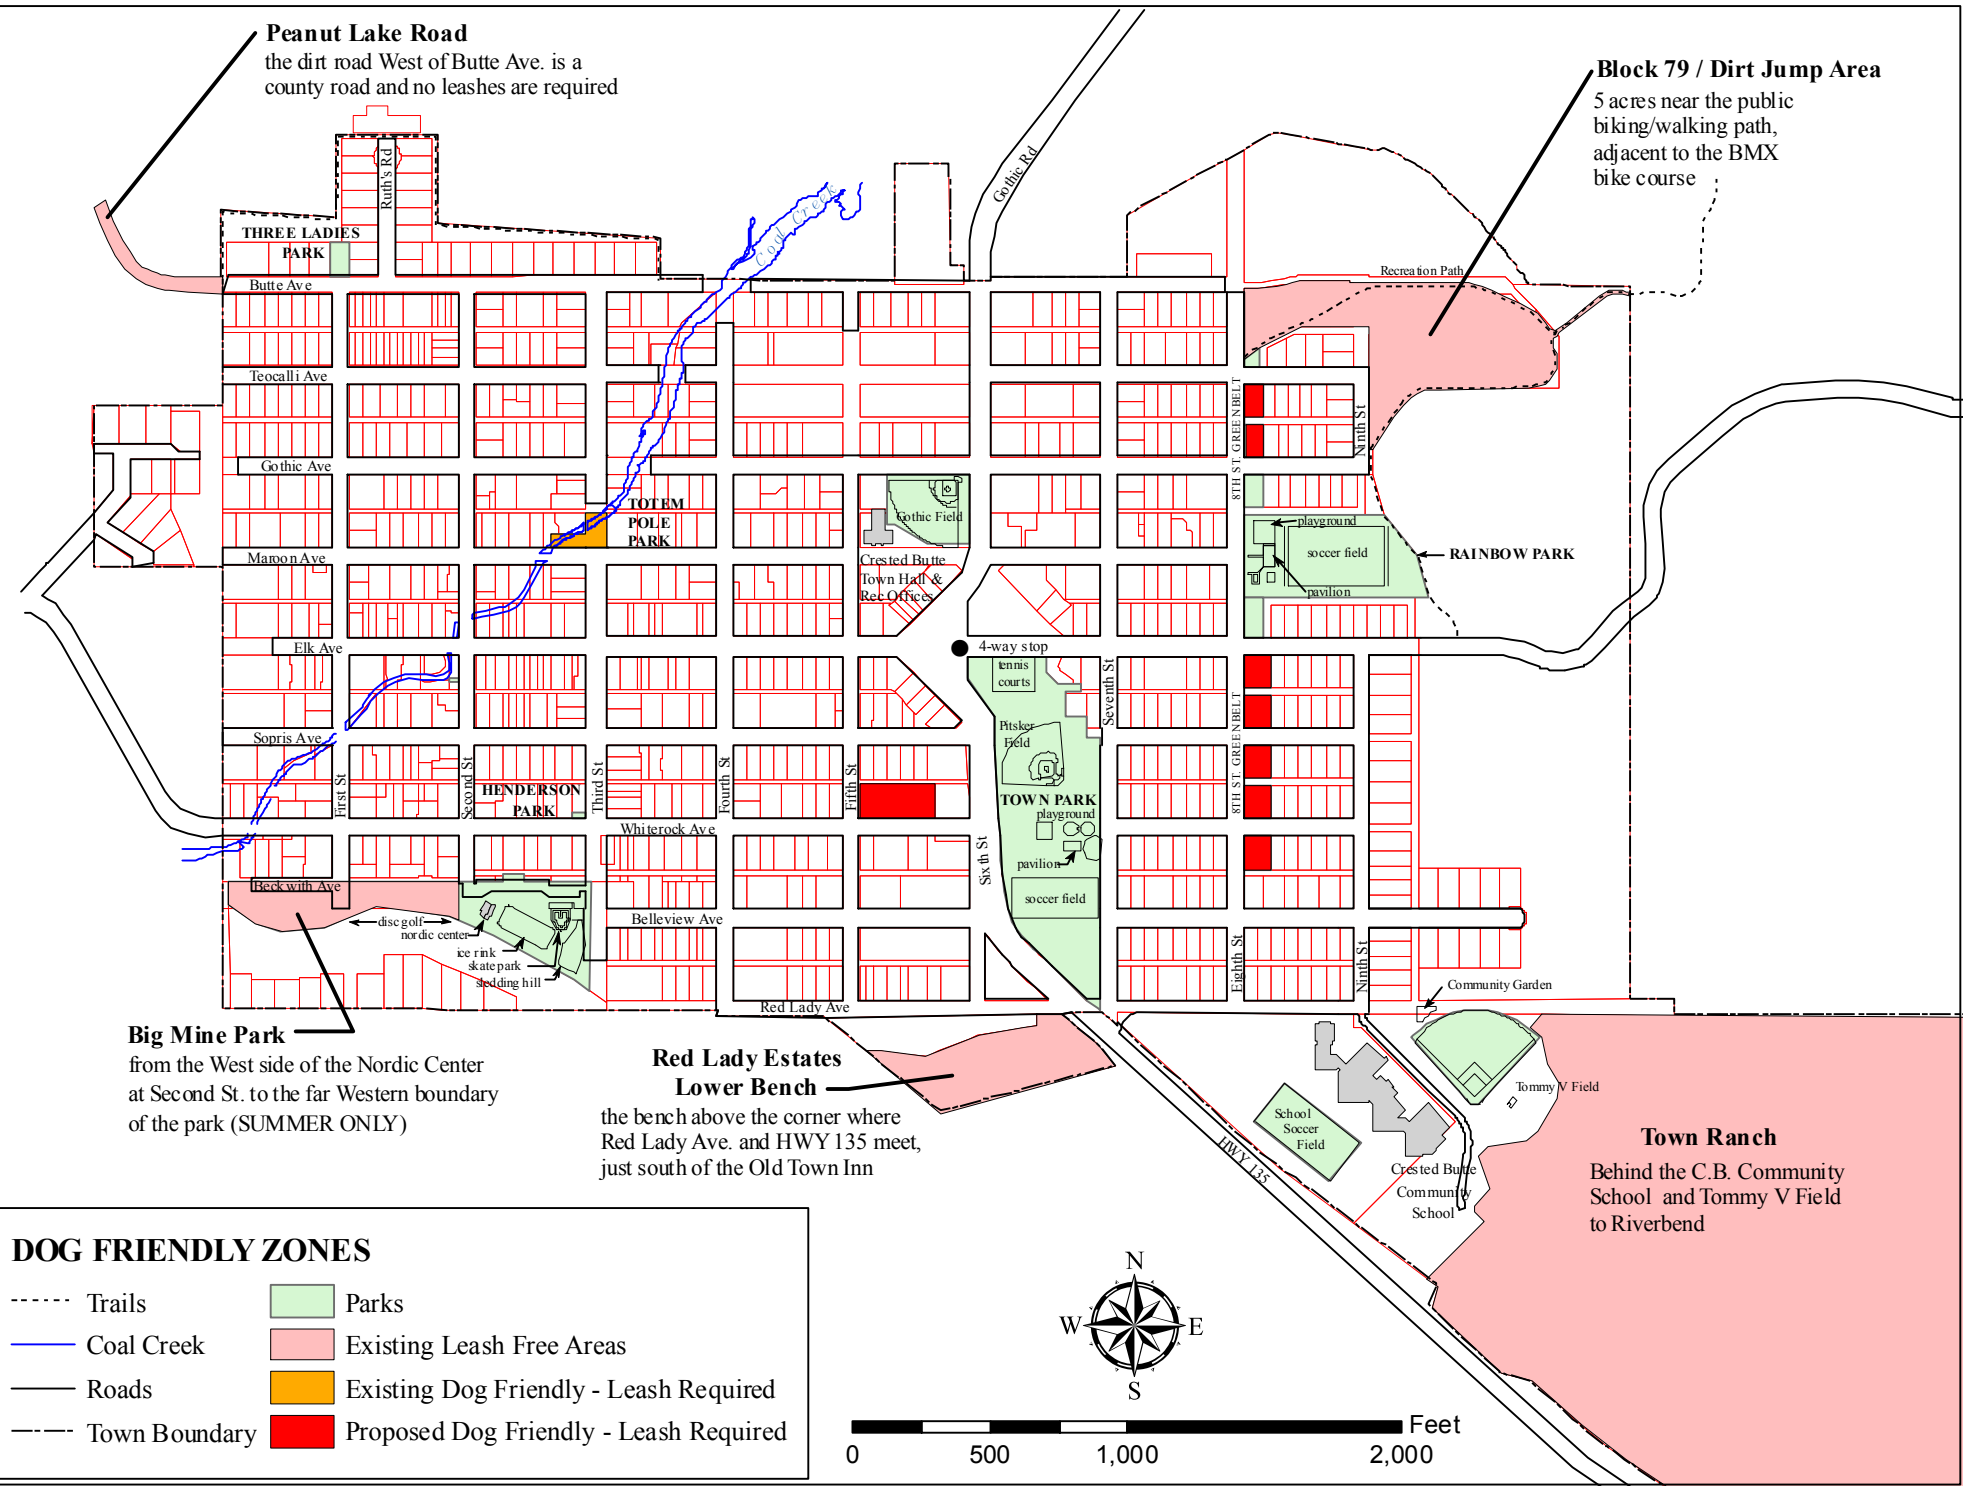 Peanut Lake Road
the dirt road West of Butte Ave. is a
county road and no leashes are required
Block 79 / Dirt Jump Area
5 acres near the public
biking/walking path,
adjacent to the BMX
bike course
Gothic Rd
Ruth's Rd
Coal Creek
THREE LADIES
PARK
Butte Ave
Recreation Path
Teocalli Ave
8TH ST. GREENBELT
Ninth St
Gothic Ave
TOTEM
POLE
PARK
Gothic Field
playground
soccer field
RAINBOW PARK
pavilion
Maroon Ave
Crested Butte
Town Hall &
Rec Offices
Elk Ave
4-way stop
tennis
courts
Seventh St
8TH ST. GREENBELT
Pitsker
Field
Sopris Ave
First St
Second St
HENDERSON
PARK
Third St
Fourth St
Fifth St
TOWN PARK
playground
Whiterock Ave
Sixth St
pavilion
Beckwith Ave
soccer field
disc golf
nordic center
Belleview Ave
ice rink
skate park
sledding hill
Eighth St
Ninth St
Community Garden
Red Lady Ave
Big Mine Park
from the West side of the Nordic Center
at Second St. to the far Western boundary
of the park (SUMMER ONLY)
Red Lady Estates
Lower Bench
the bench above the corner where
Red Lady Ave. and HWY 135 meet,
just south of the Old Town Inn
Tommy V Field
School
Soccer
Field
HWY 135
Crested Butte
Community
School
Town Ranch
Behind the C.B. Community
School and Tommy V Field
to Riverbend
DOG FRIENDLY ZONES
Trails
Parks
Coal Creek
Existing Leash Free Areas
Roads
Existing Dog Friendly - Leash Required
Town Boundary
Proposed Dog Friendly - Leash Required
N
W
E
S
Feet
0
500
1,000
2,000